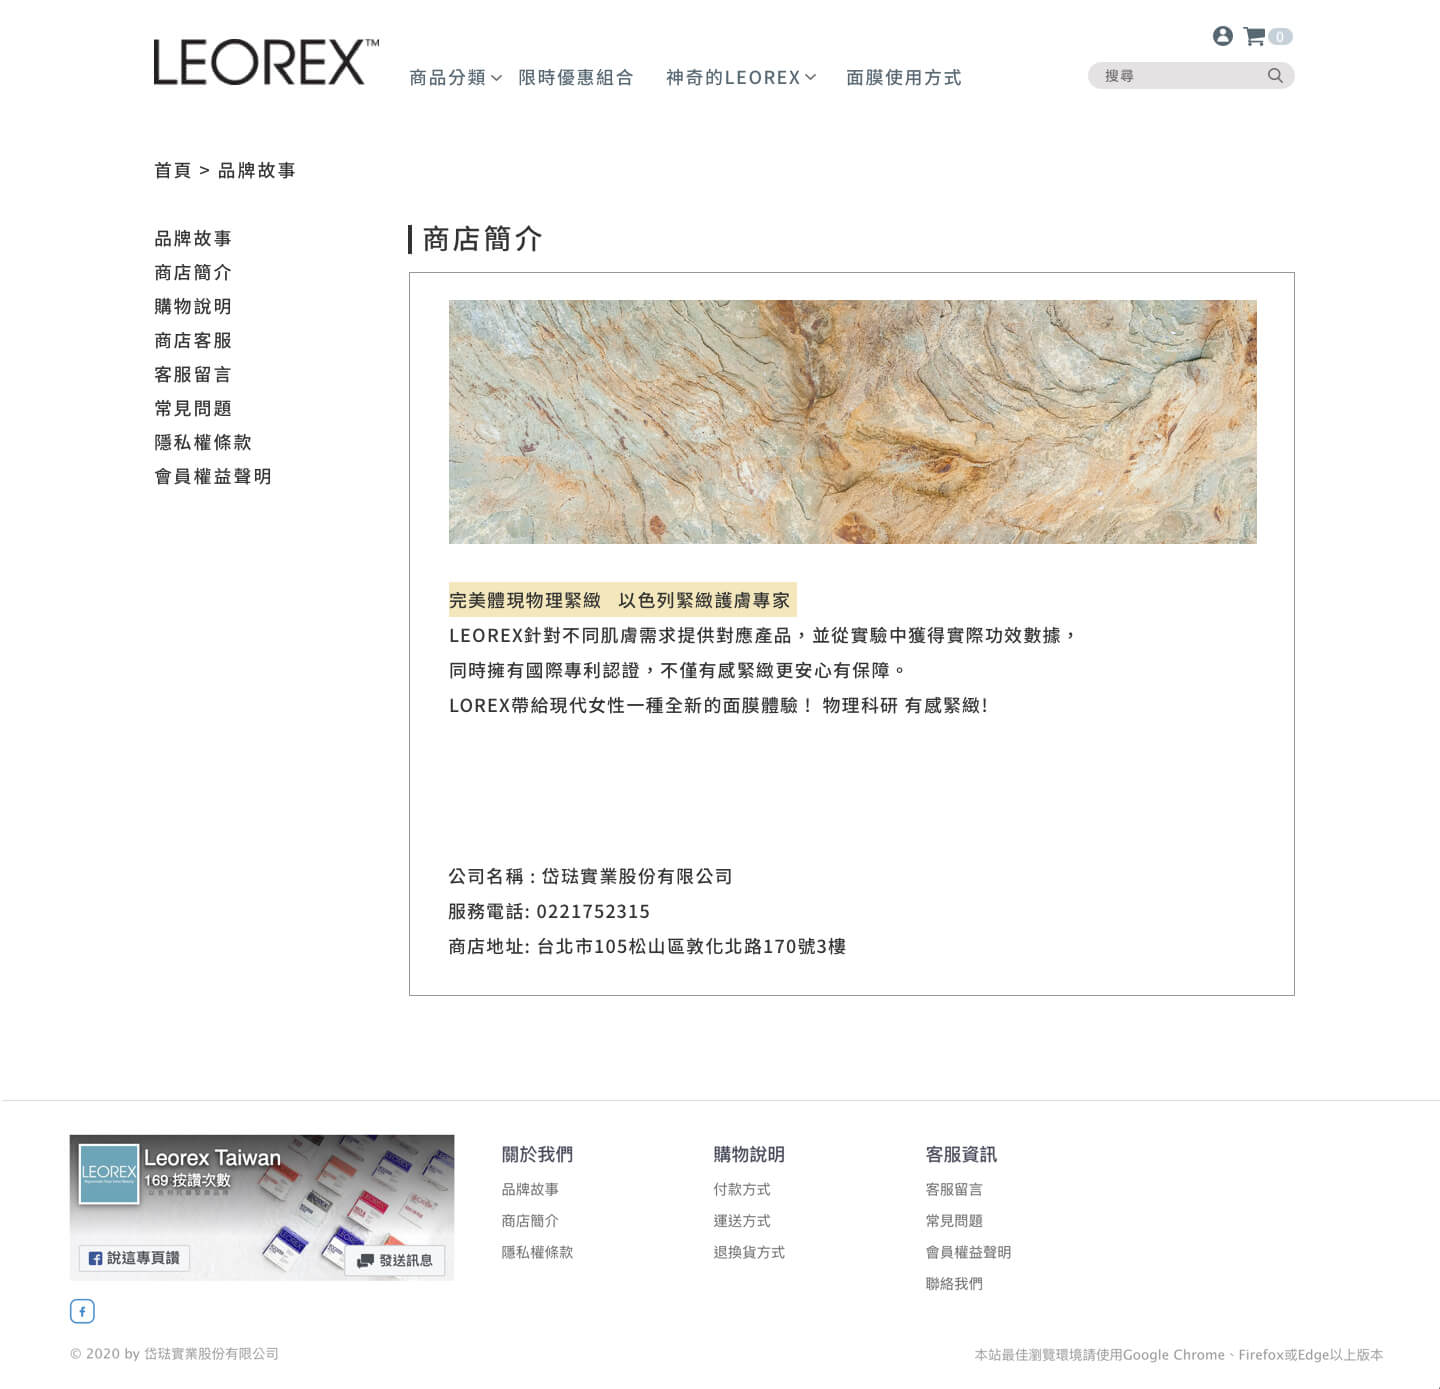 LEOREX™
0
商品分類
限時優惠組合
神奇的LEOREX
面膜使用方式
搜尋
首頁 > 品牌故事
品牌故事
商店簡介
購物說明
商店客服
客服留言
常見問題
隱私權條款
會員權益聲明
商店簡介
完美體現物理緊緻 以色列緊緻護膚專家
LEOREX針對不同肌膚需求提供對應產品，並從實驗中獲得實際功效數據，
同時擁有國際專利認證，不僅有感緊緻更安心有保障。
LOREX帶給現代女性一種全新的面膜體驗！ 物理科研 有感緊緻!
公司名稱 : 岱琺實業股份有限公司
服務電話: 0221752315
商店地址: 台北市105松山區敦化北路170號3樓
LEOREX
Leorex Taiwan
169 按讚次數
說這專頁讚
發送訊息
關於我們
品牌故事
商店簡介
隱私權條款
購物說明
付款方式
運送方式
退換貨方式
客服資訊
客服留言
常見問題
會員權益聲明
聯絡我們
© 2020 by 岱琺實業股份有限公司
本站最佳瀏覽環境請使用Google Chrome、Firefox或Edge以上版本